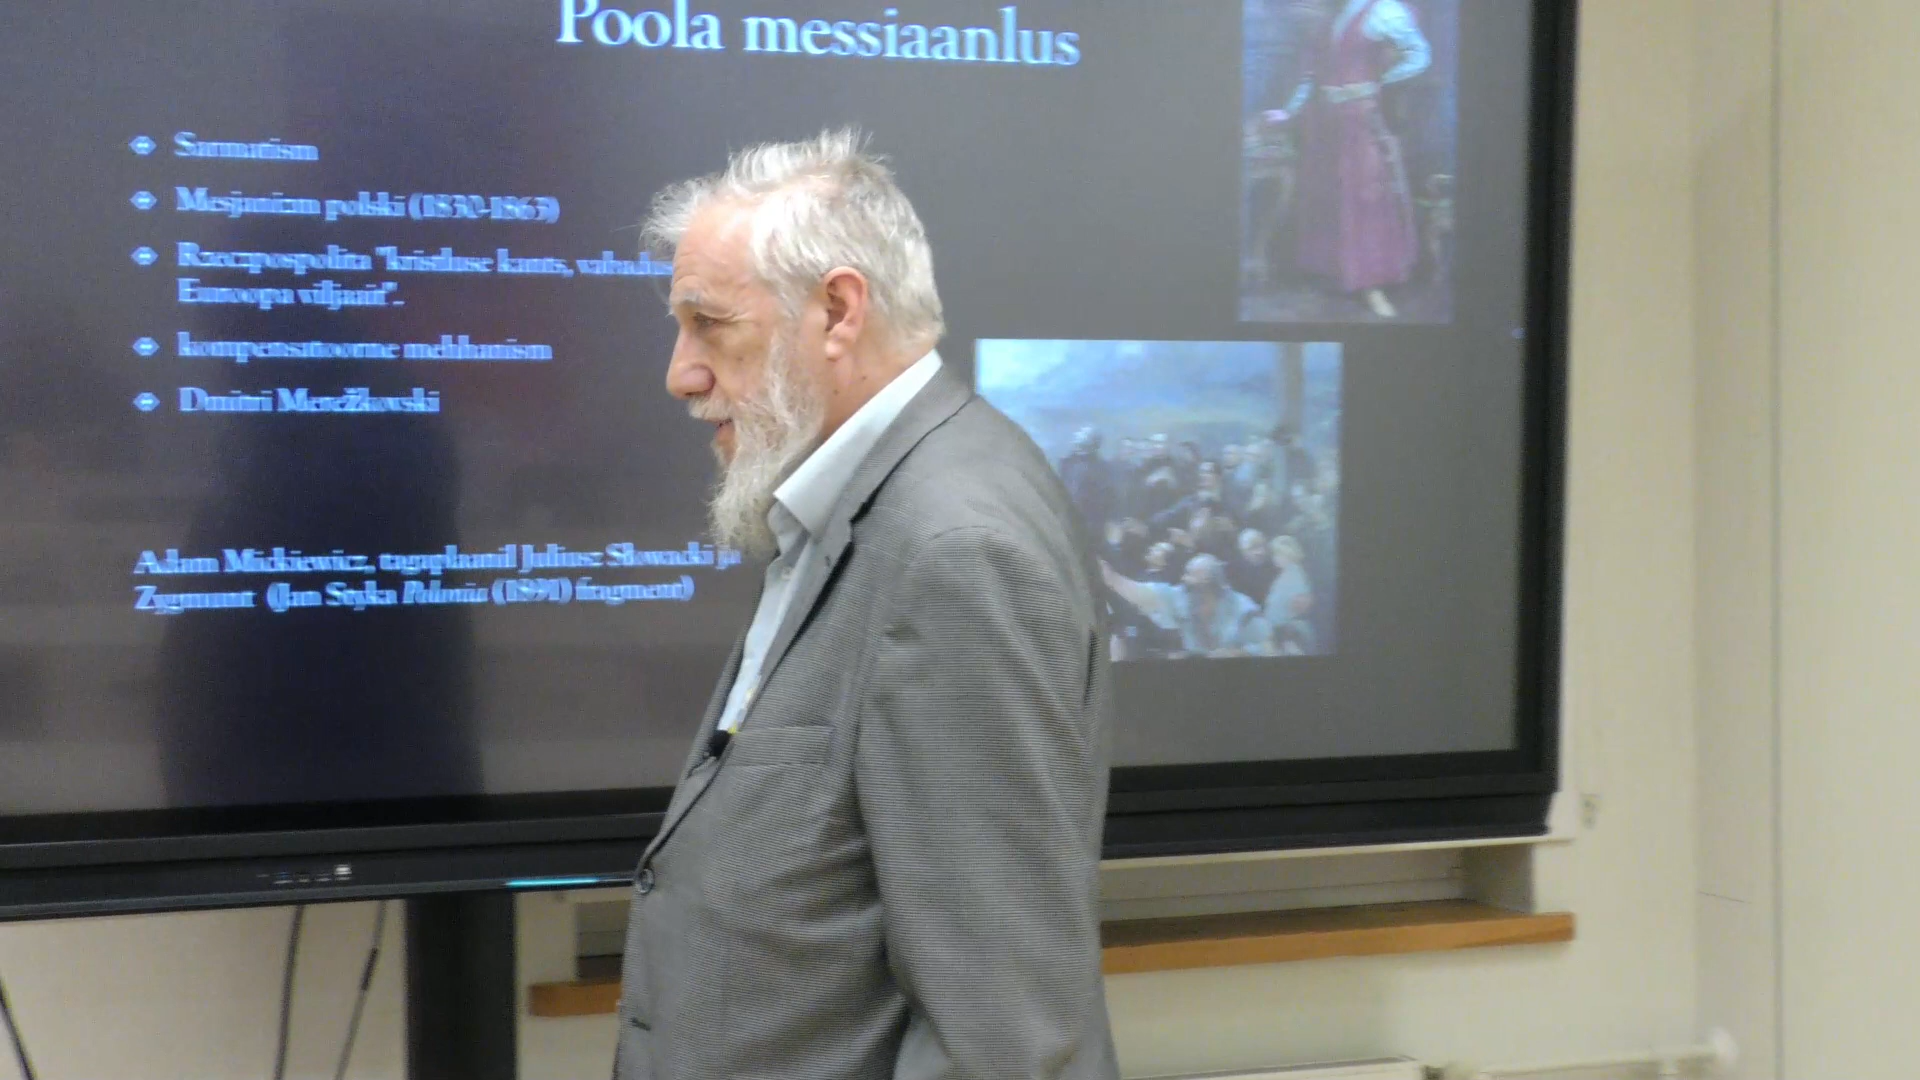 Poola messiaanlus
Sarmatism
Mesjanizm polski (1830-1863)
Rzeczpospolita "kristluse kants, vabadus
Euroopa viljaait".
kompensatoorne mehhanism
Dmitri Merežkovski
Adam Mickiewicz, tagaplaanil Juliusz Słowacki ja
Zygmunt (Jan Styka Polonia (1891) fragment)